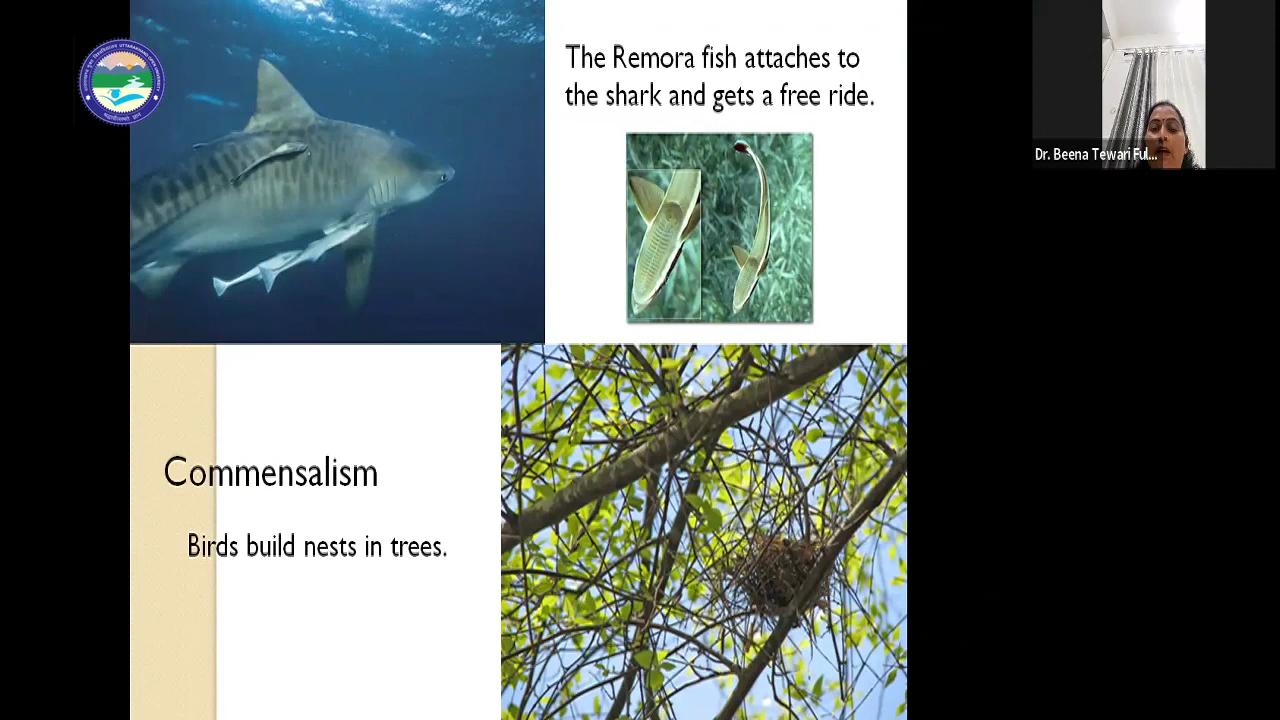 The Remora fish attaches to
the shark and gets a free ride.
Dr. Beena Tewari Ful...
Commensalism
Birds build nests in trees.